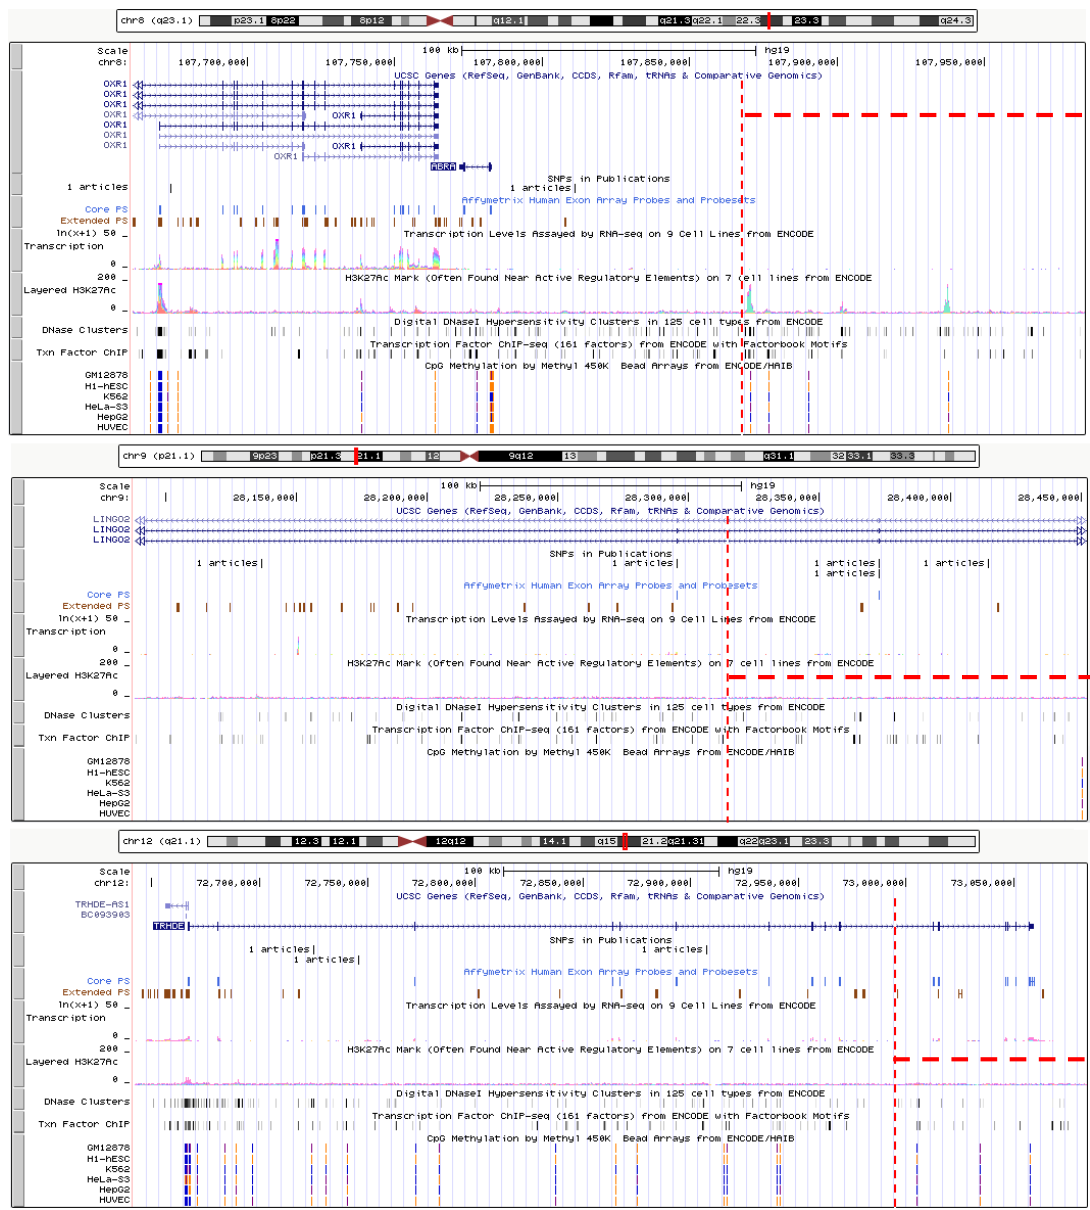 chr8 (q23.1) p23.1 8p22 8p12 q12.1 q21.3 q22.1 22.3 23.3 q24.3
Scale 100 kb hg19
chr8: 107,700,000 107,750,000 107,800,000 107,850,000 107,900,000 107,950,000
UCSC Genes (RefSeq, GenBank, CCDS, Rfam, tRNAs & Comparative Genomics)
OXR1
OXR1
OXR1
OXR1 OXR1
OXR1
OXR1
OXR1 OXR1
OXR1
ABRA
SNPs in Publications
1 articles 1 articles
Affymetrix Human Exon Array Probes and Probesets
Core PS
Extended PS
ln(x+1) 50 Transcription Levels Assayed by RNA-seq on 9 Cell Lines from ENCODE
Transcription
0
200 H3K27Ac Mark (Often Found Near Active Regulatory Elements) on 7 cell lines from ENCODE
Layered H3K27Ac
0
Digital DNaseI Hypersensitivity Clusters in 125 cell types from ENCODE
DNase Clusters
Transcription Factor ChIP-seq (161 factors) from ENCODE with Factorbook Motifs
Txn Factor ChIP
CpG Methylation by Methyl 450K Bead Arrays from ENCODE/HAIB
GM12878
H1-hESC
K562
HeLa-S3
HepG2
HUVEC
chr9 (p21.1) 9p23 p21.3 21.1 12 9q12 13 q31.1 32 33.1 33.3
Scale 100 kb hg19
chr9: 28,150,000 28,200,000 28,250,000 28,300,000 28,350,000 28,400,000 28,450,000
UCSC Genes (RefSeq, GenBank, CCDS, Rfam, tRNAs & Comparative Genomics)
LINGO2
LINGO2
LINGO2
SNPs in Publications
1 articles 1 articles 1 articles 1 articles
1 articles
Affymetrix Human Exon Array Probes and Probesets
Core PS
Extended PS
ln(x+1) 50 Transcription Levels Assayed by RNA-seq on 9 Cell Lines from ENCODE
Transcription
0
200 H3K27Ac Mark (Often Found Near Active Regulatory Elements) on 7 cell lines from ENCODE
Layered H3K27Ac
0
Digital DNaseI Hypersensitivity Clusters in 125 cell types from ENCODE
DNase Clusters
Transcription Factor ChIP-seq (161 factors) from ENCODE with Factorbook Motifs
Txn Factor ChIP
CpG Methylation by Methyl 450K Bead Arrays from ENCODE/HAIB
GM12878
H1-hESC
K562
HeLa-S3
HepG2
HUVEC
chr12 (q21.1) 12.3 12.1 12q12 14.1 q15 21.2 q21.31 q22 q23.1 23.3
Scale 100 kb hg19
chr12: 72,700,000 72,750,000 72,800,000 72,850,000 72,900,000 72,950,000 73,000,000 73,050,000
UCSC Genes (RefSeq, GenBank, CCDS, Rfam, tRNAs & Comparative Genomics)
TRHDE-AS1
BC093903
TRHDE
SNPs in Publications
1 articles 1 articles
1 articles
Affymetrix Human Exon Array Probes and Probesets
Core PS
Extended PS
ln(x+1) 50 Transcription Levels Assayed by RNA-seq on 9 Cell Lines from ENCODE
Transcription
0
200 H3K27Ac Mark (Often Found Near Active Regulatory Elements) on 7 cell lines from ENCODE
Layered H3K27Ac
0
Digital DNaseI Hypersensitivity Clusters in 125 cell types from ENCODE
DNase Clusters
Transcription Factor ChIP-seq (161 factors) from ENCODE with Factorbook Motifs
Txn Factor ChIP
CpG Methylation by Methyl 450K Bead Arrays from ENCODE/HAIB
GM12878
H1-hESC
K562
HeLa-S3
HepG2
HUVEC